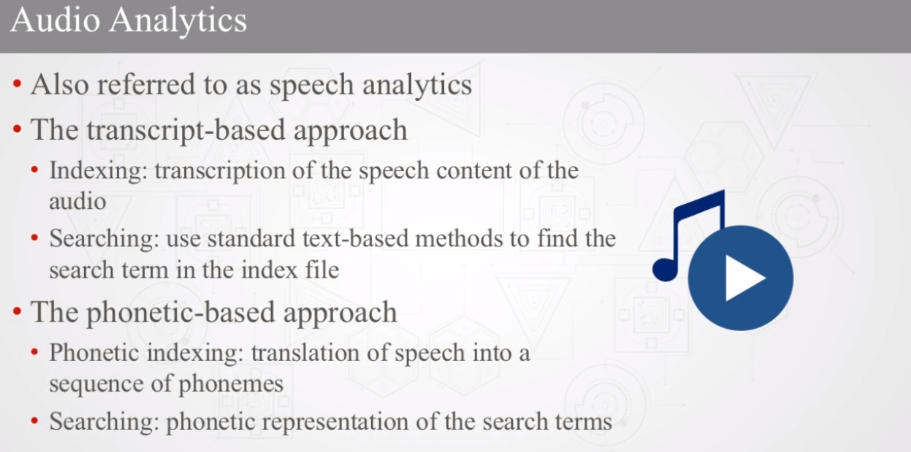 Audio Analytics
• Also referred to as speech analytics
• The transcript-based approach
• Indexing: transcription of the speech content of the
audio
• Searching: use standard text-based methods to find the
search term in the index file
• The phonetic-based approach
• Phonetic indexing: translation of speech into a
sequence of phonemes
• Searching: phonetic representation of the search terms